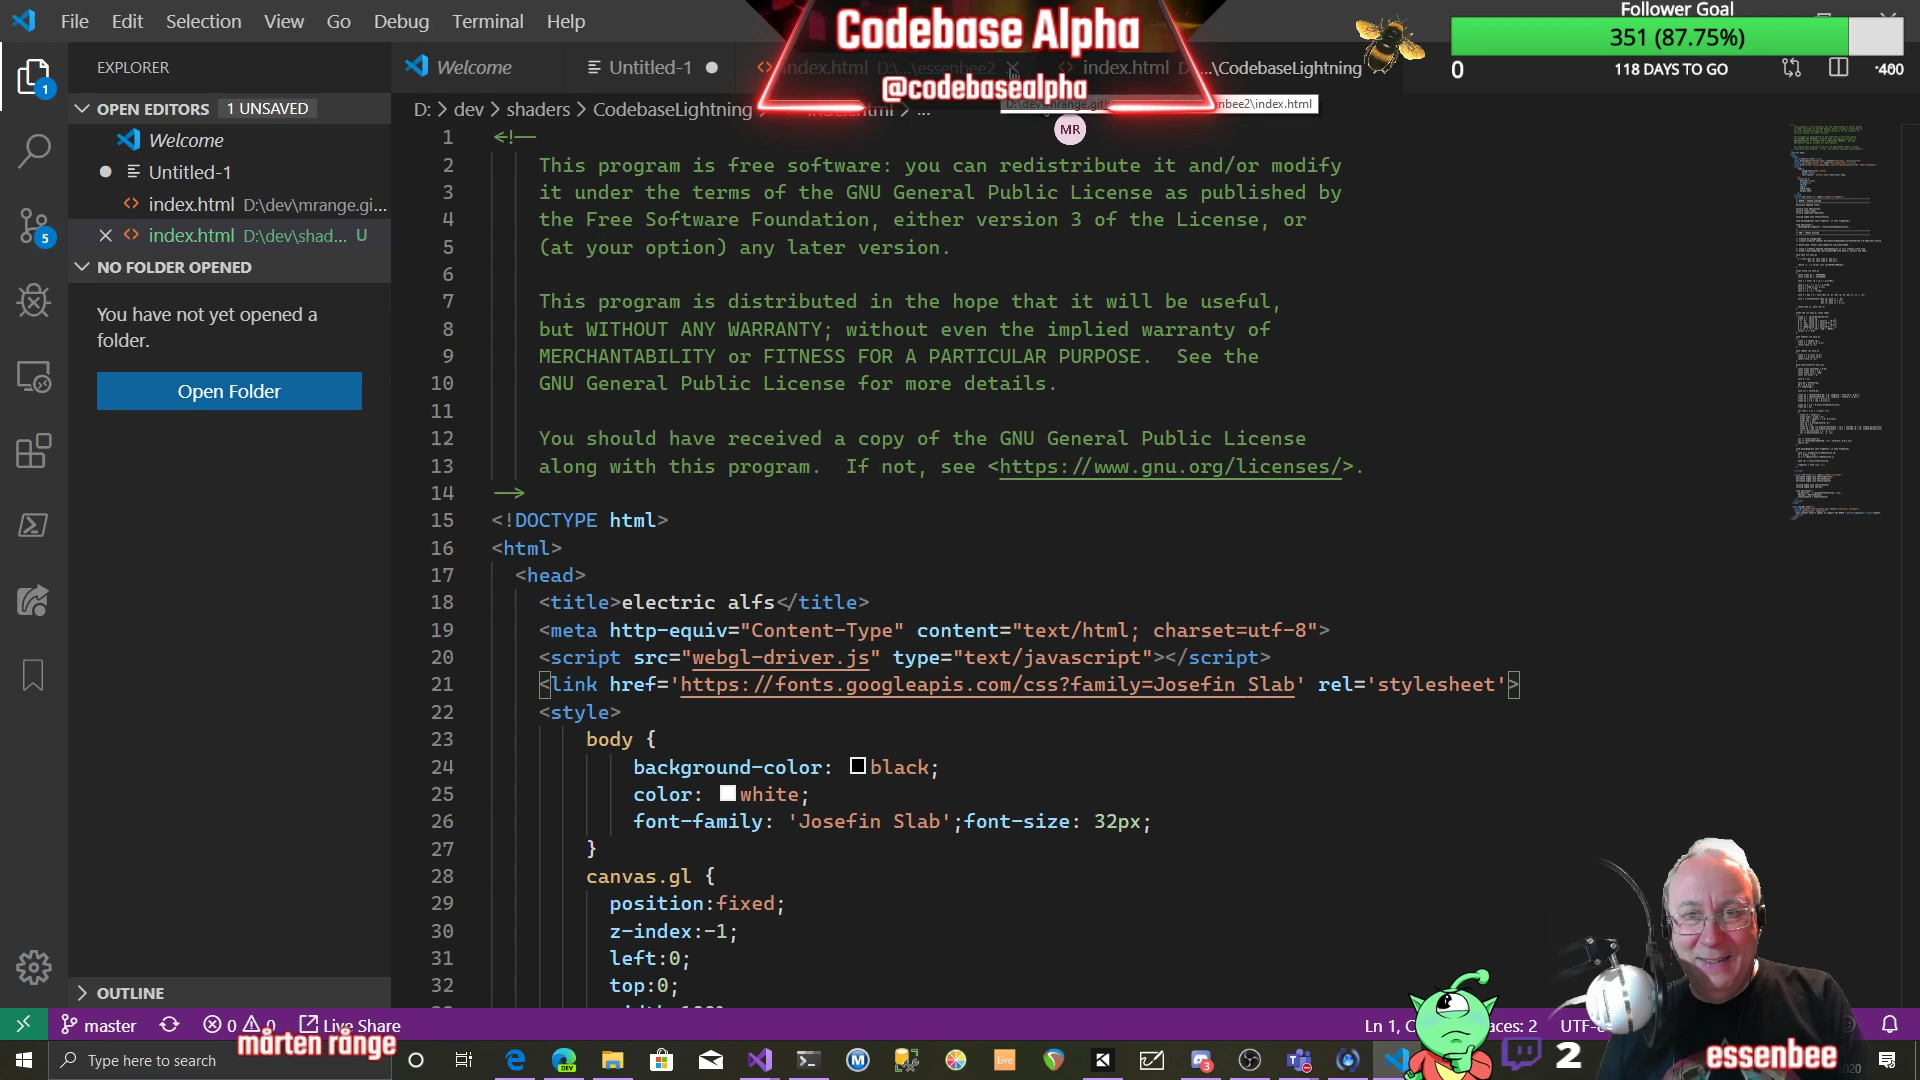 File Edit Selection View Go Debug Terminal Help
Codebase Alpha
@codebasealpha
Follower Goal
351 (87.75%)
0
118 DAYS TO GO
400
EXPLORER
OPEN EDITORS 1 UNSAVED
Welcome
Untitled-1
index.html D:\dev\mrange.gi...
index.html D:\dev\shad... U
NO FOLDER OPENED
You have not yet opened a
folder.
Open Folder
OUTLINE
Welcome
Untitled-1
index.html D:\...\essenbee2
index.html D:\...\CodebaseLightning
D: > dev > shaders > CodebaseLightning > index.html > ...
MR
1 <!--
2 This program is free software: you can redistribute it and/or modify
3 it under the terms of the GNU General Public License as published by
4 the Free Software Foundation, either version 3 of the License, or
5 (at your option) any later version.
6
7 This program is distributed in the hope that it will be useful,
8 but WITHOUT ANY WARRANTY; without even the implied warranty of
9 MERCHANTABILITY or FITNESS FOR A PARTICULAR PURPOSE.  See the
10 GNU General Public License for more details.
11
12 You should have received a copy of the GNU General Public License
13 along with this program.  If not, see <https://www.gnu.org/licenses/>.
14 -->
15 <!DOCTYPE html>
16 <html>
17 <head>
18 <title>electric alfs</title>
19 <meta http-equiv="Content-Type" content="text/html; charset=utf-8">
20 <script src="webgl-driver.js" type="text/javascript"></script>
21 <link href='https://fonts.googleapis.com/css?family=Josefin Slab' rel='stylesheet'>
22 <style>
23 body {
24 background-color: black;
25 color: white;
26 font-family: 'Josefin Slab';font-size: 32px;
27 }
28 canvas.gl {
29 position:fixed;
30 z-index:-1;
31 left:0;
32 top:0;
master 0 0 Live Share
Ln 1,
mårten rånge
Type here to search
2
essenbee